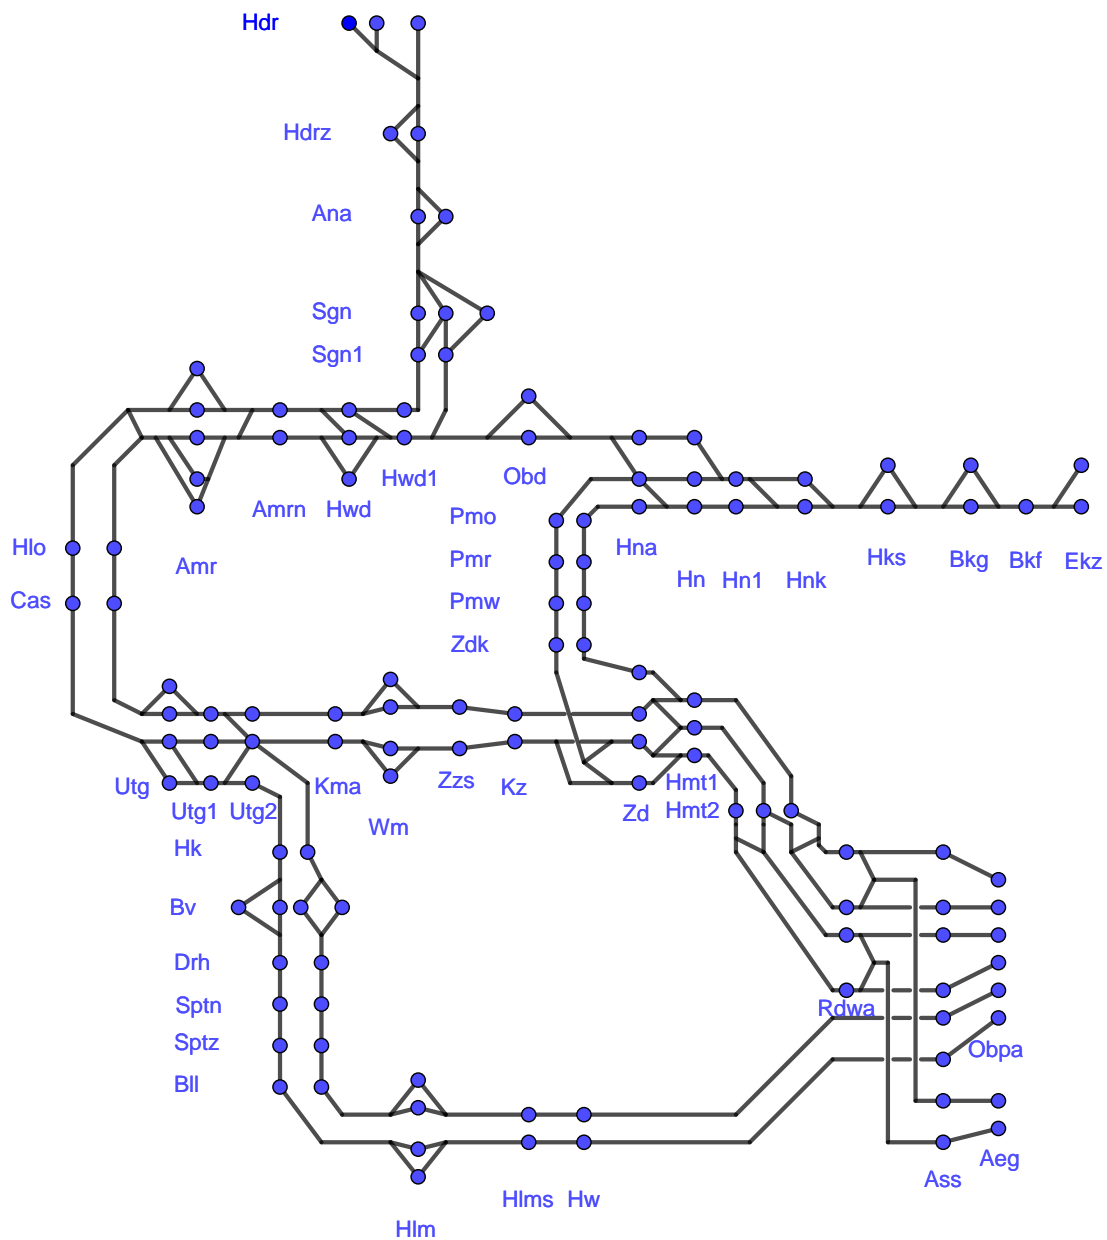 Hdr
Hdrz
Ana
Sgn
Sgn1
Hwd1
Obd
Amrn
Hwd
Pmo
Hlo
Amr
Pmr
Hna
Hn
Hn1
Hnk
Hks
Bkg
Bkf
Ekz
Cas
Pmw
Zdk
Utg
Utg1
Utg2
Kma
Wm
Zzs
Kz
Zd
Hmt1
Hmt2
Hk
Bv
Drh
Sptn
Sptz
Bll
Rdwa
Obpa
Hlm
Hlms
Hw
Ass
Aeg